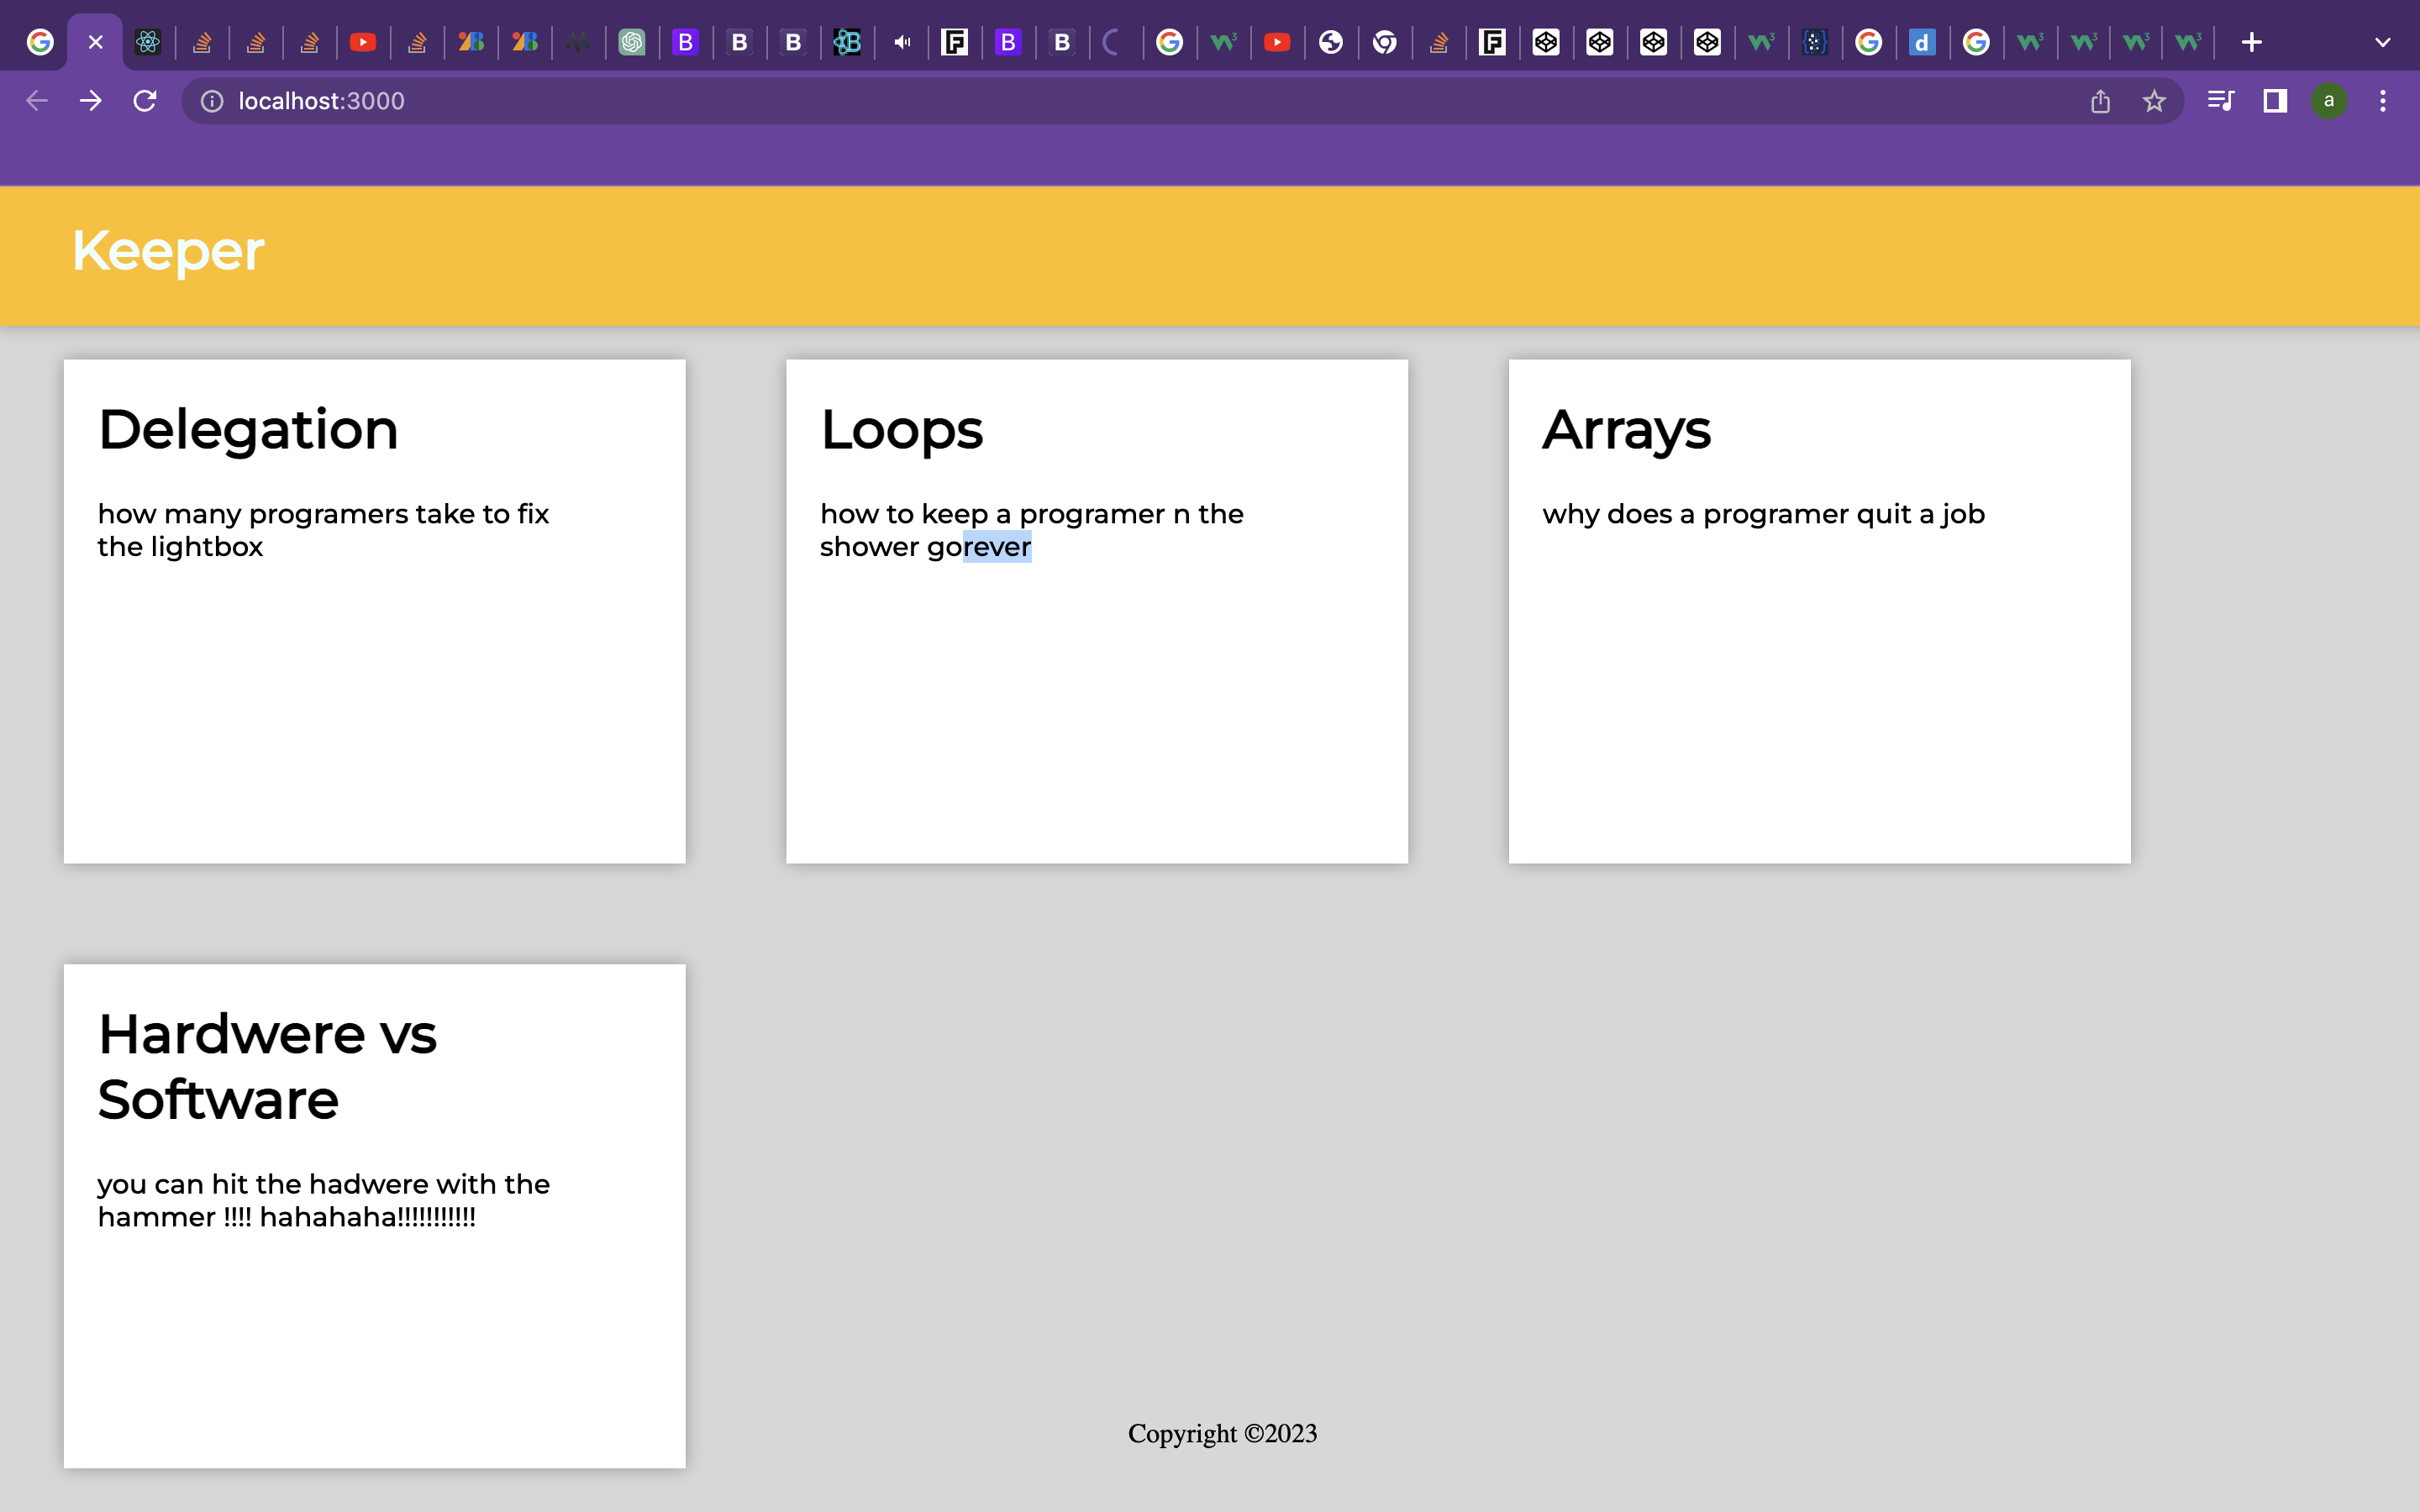 localhost:3000
a
Keeper
Delegation
how many programers take to fix
the lightbox
Loops
how to keep a programer n the
shower gorever
Arrays
why does a programer quit a job
Hardwere vs
Software
you can hit the hadwere with the
hammer !!!! hahahaha!!!!!!!!!!!
Copyright ©2023